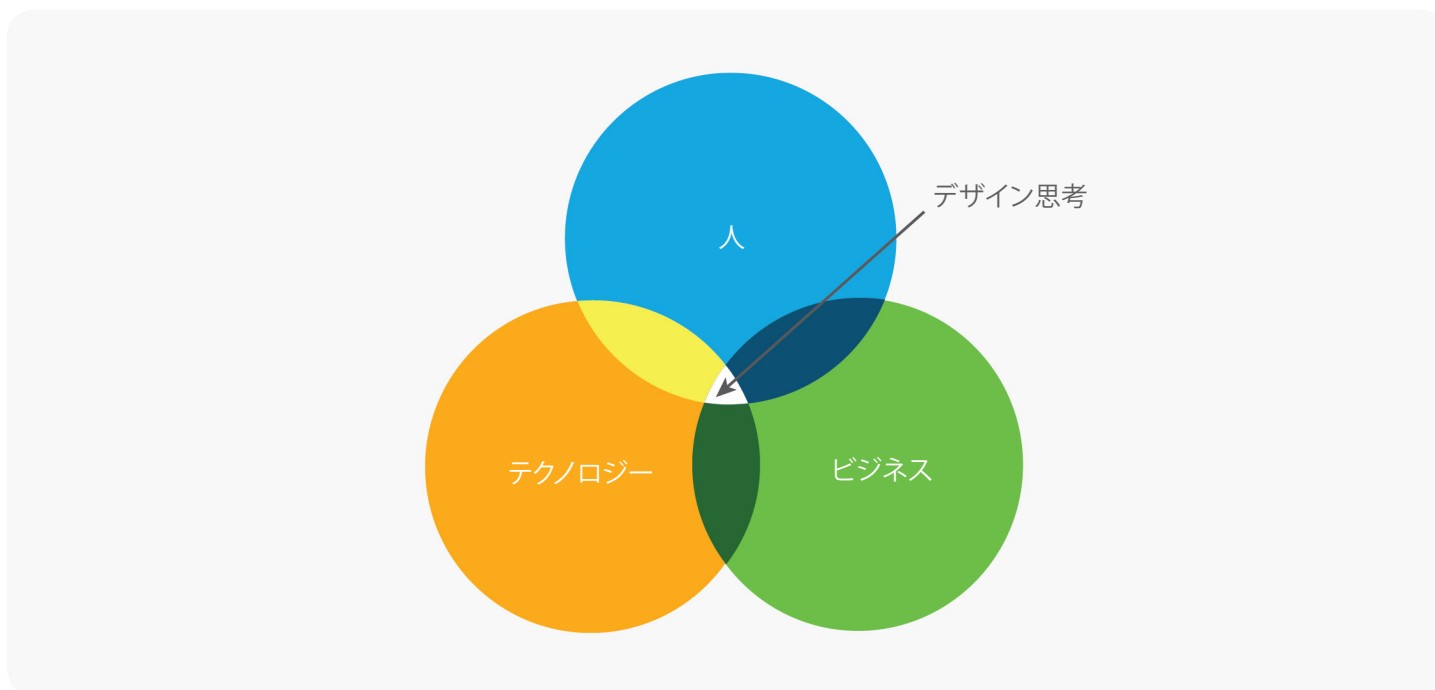 デザイン思考
人
テクノロジー
ビジネス